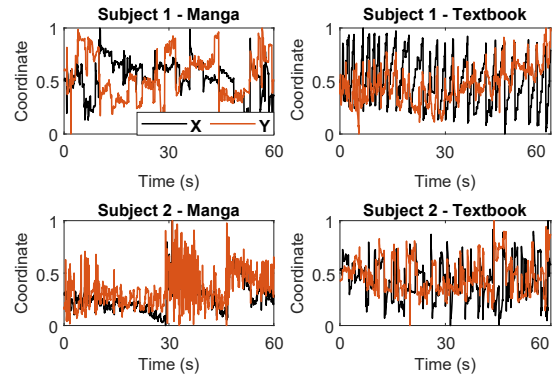 Subject 1 - Manga
Coordinate
1
0.5
0
X Y
0 30 60
Time (s)
Subject 1 - Textbook
Coordinate
1
0.5
0
0 30 60
Time (s)
Subject 2 - Manga
Coordinate
1
0.5
0
0 30 60
Time (s)
Subject 2 - Textbook
Coordinate
1
0.5
0
0 30 60
Time (s)